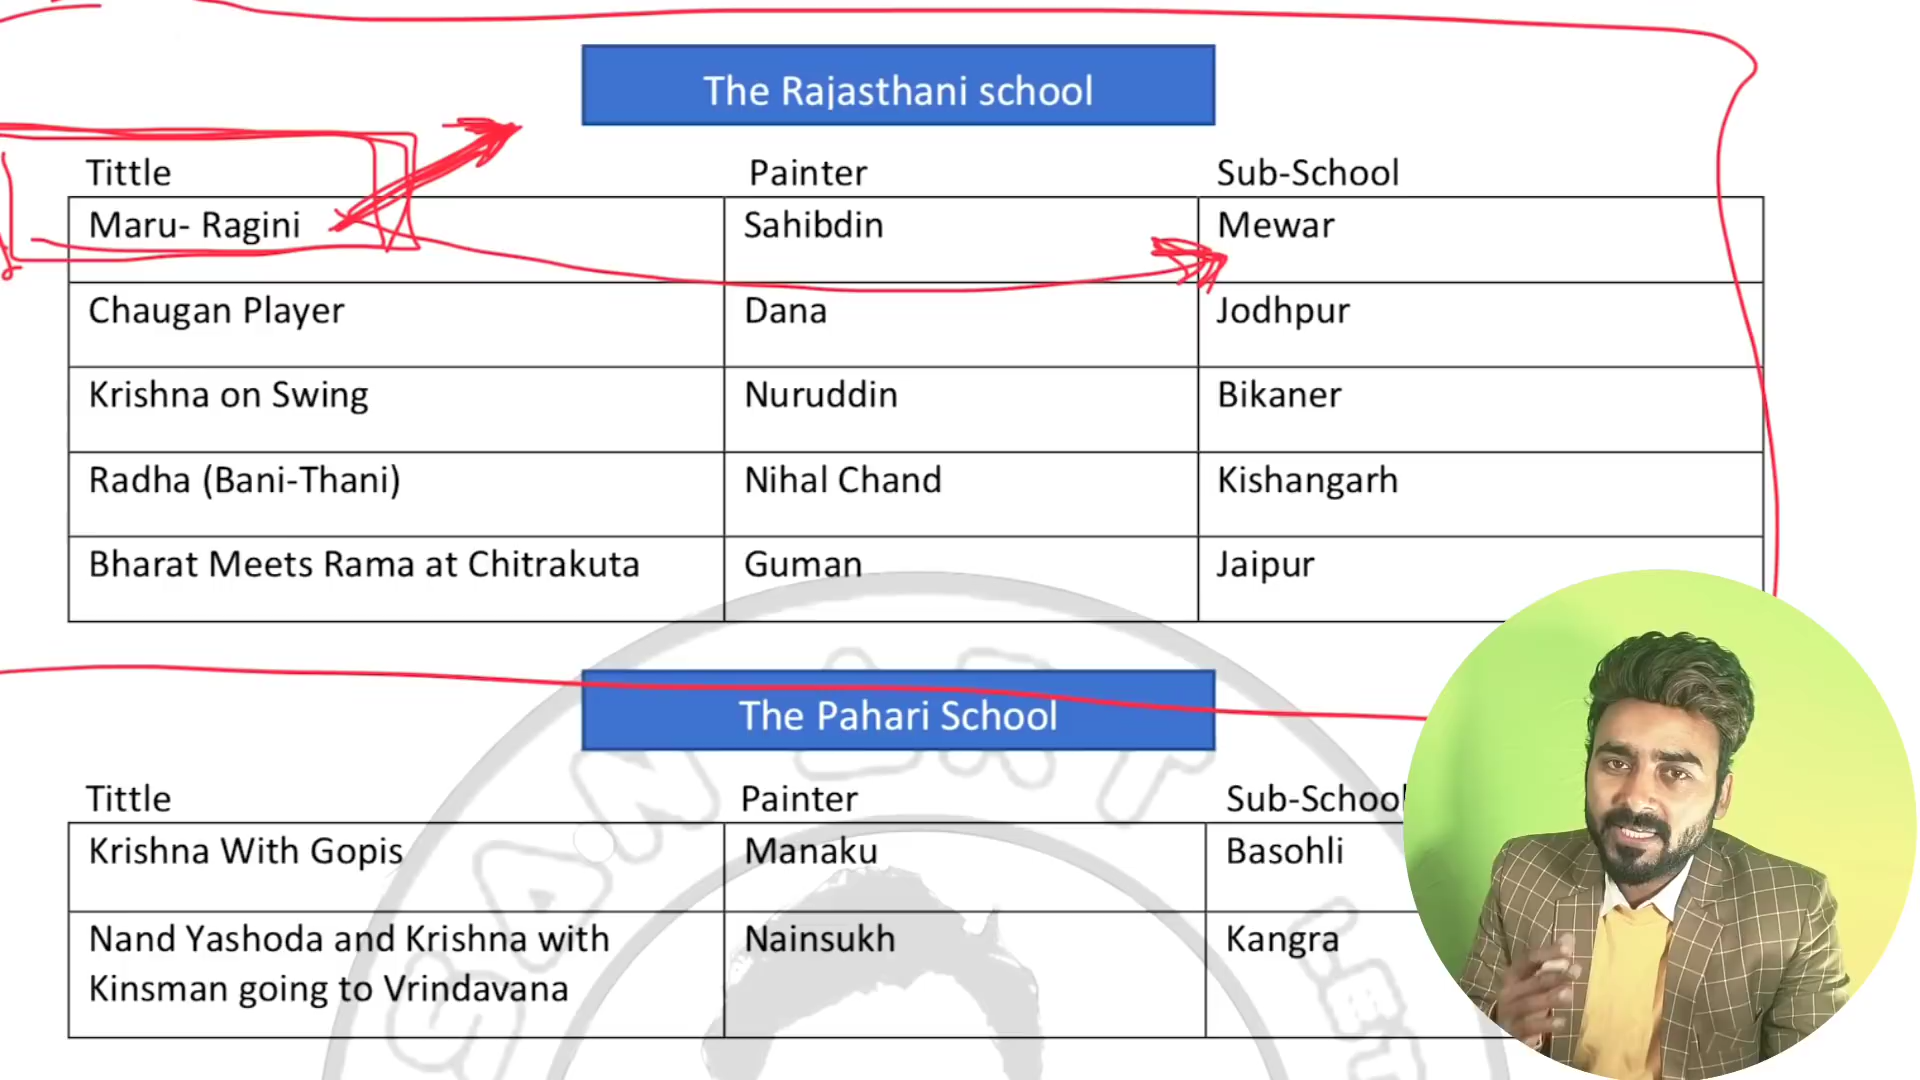 The Rajasthani school
Tittle Painter Sub-School
Maru- Ragini Sahibdin Mewar
Chaugan Player Dana Jodhpur
Krishna on Swing Nuruddin Bikaner
Radha (Bani-Thani) Nihal Chand Kishangarh
Bharat Meets Rama at Chitrakuta Guman Jaipur
The Pahari School
Tittle Painter Sub-School
Krishna With Gopis Manaku Basohli
Nand Yashoda and Krishna with Nainsukh Kangra
Kinsman going to Vrindavana
SAN ART